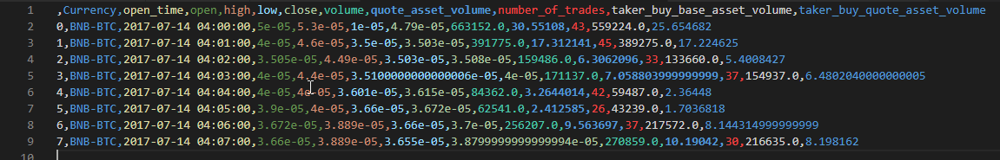 1 ,Currency,open_time,open,high,low,close,volume,quote_asset_volume,number_of_trades,taker_buy_base_asset_volume,taker_buy_quote_asset_volume
2 0,BNB-BTC,2017-07-14 04:00:00,5e-05,5.3e-05,1e-05,4.79e-05,663152.0,30.55108,43,559224.0,25.654682
3 1,BNB-BTC,2017-07-14 04:01:00,4e-05,4.6e-05,3.5e-05,3.503e-05,391775.0,17.312141,45,389275.0,17.224625
4 2,BNB-BTC,2017-07-14 04:02:00,3.505e-05,4.49e-05,3.503e-05,3.508e-05,159486.0,6.3062096,33,133660.0,5.4008427
5 3,BNB-BTC,2017-07-14 04:03:00,4e-05,4.4e-05,3.5100000000000006e-05,4e-05,171137.0,7.058803999999999,37,154937.0,6.4802040000000005
6 4,BNB-BTC,2017-07-14 04:04:00,4e-05,4e-05,3.601e-05,3.615e-05,84362.0,3.2644014,42,59487.0,2.36448
7 5,BNB-BTC,2017-07-14 04:05:00,3.9e-05,4e-05,3.66e-05,3.672e-05,62541.0,2.412585,26,43239.0,1.7036818
8 6,BNB-BTC,2017-07-14 04:06:00,3.672e-05,3.889e-05,3.66e-05,3.7e-05,256207.0,9.563697,37,217572.0,8.144314999999999
9 7,BNB-BTC,2017-07-14 04:07:00,3.66e-05,3.889e-05,3.655e-05,3.8799999999999994e-05,270859.0,10.19042,30,216635.0,8.198162
10